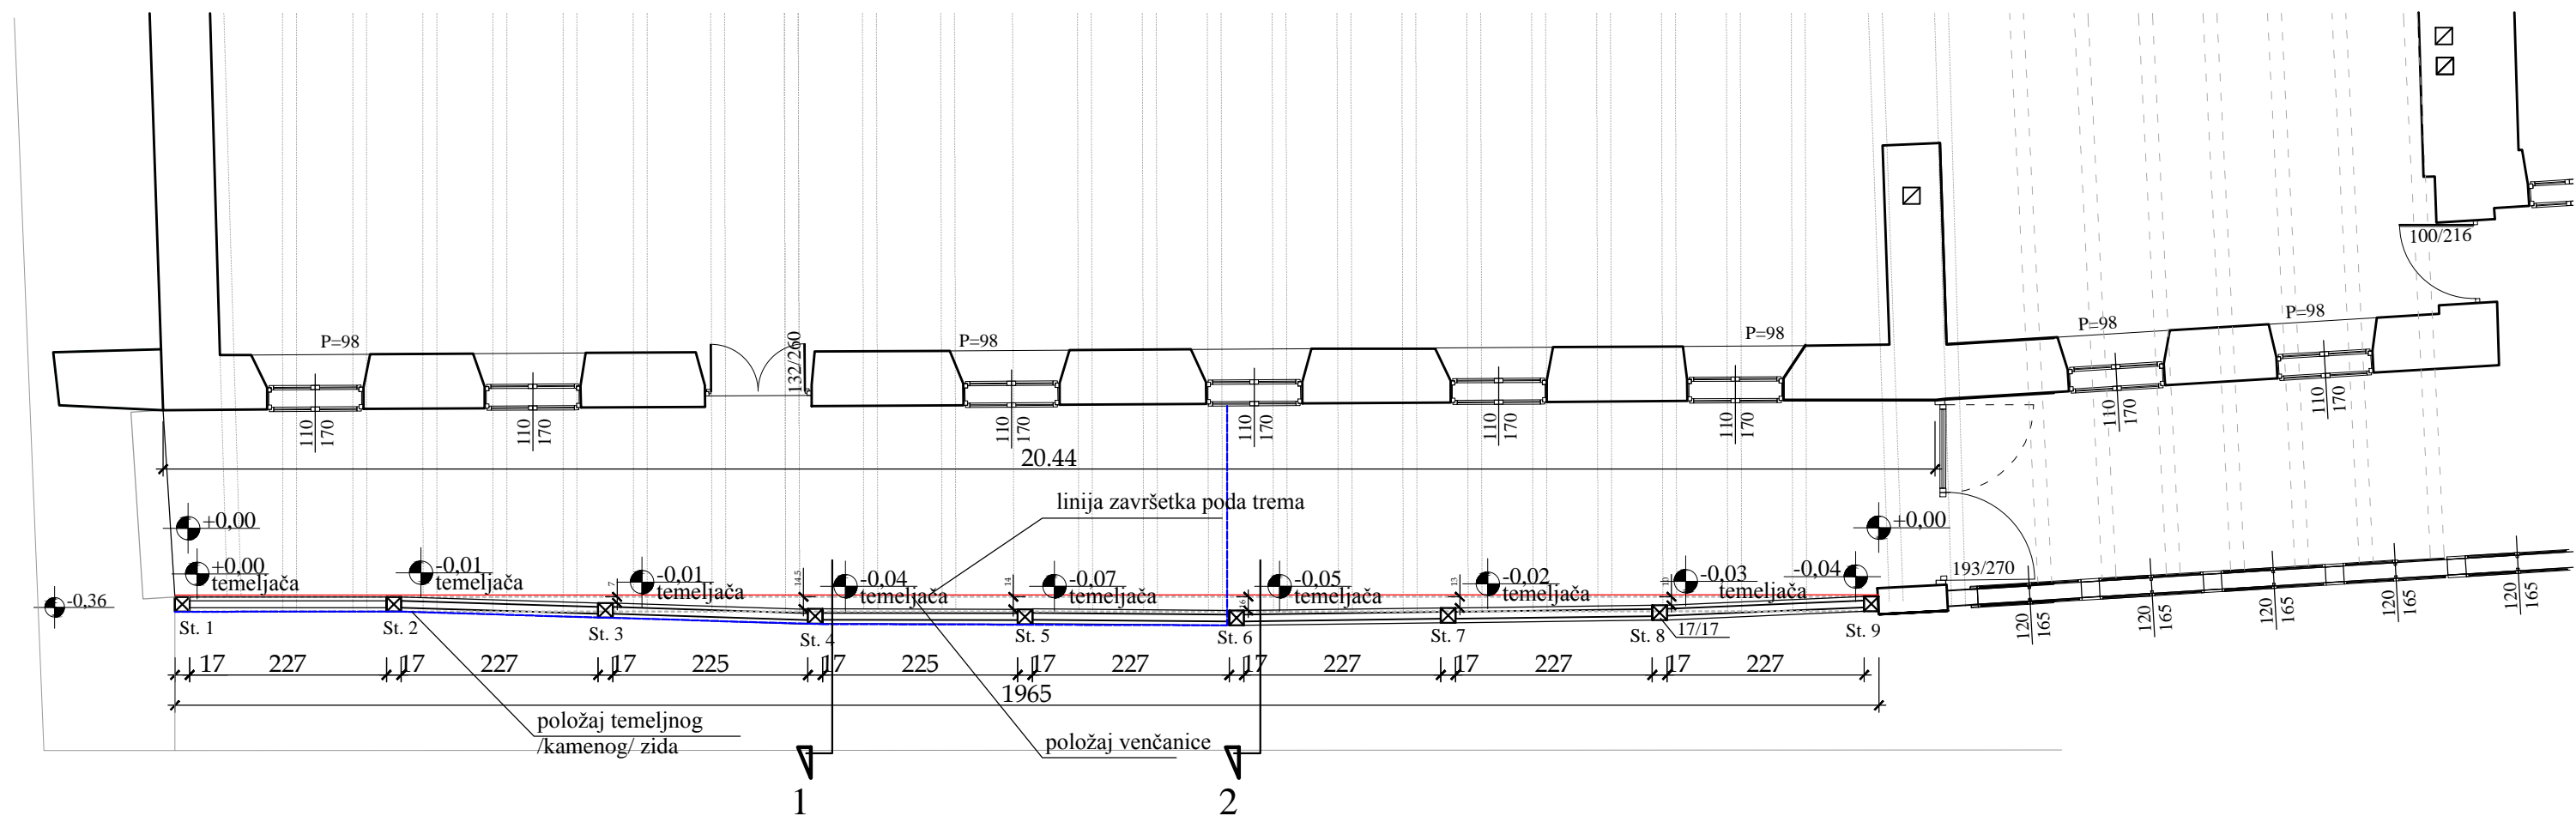 100/216
P=98
P=98
P=98
P=98
P=98
132/260
110
170
110
170
110
170
110
170
110
170
110
170
110
170
110
170
20.44
linija završetka poda trema
+0,00
+0,00
+0,00
temeljača
-0,01
temeljača
-0,01
temeljača
-0,04
temeljača
-0,07
temeljača
-0,05
temeljača
-0,02
temeljača
-0,03
temeljača
-0,04
-0,36
7
14.5
14
13
193/270
St. 1
St. 2
St. 3
St. 4
St. 5
St. 6
St. 7
St. 8
17/17
St. 9
120
165
120
165
120
165
120
165
120
165
17 227 17 227 17 225 17 225 17 227 17 227 17 227 17 227
1965
položaj temeljnog
/kamenog/ zida
položaj venčanice
1
2